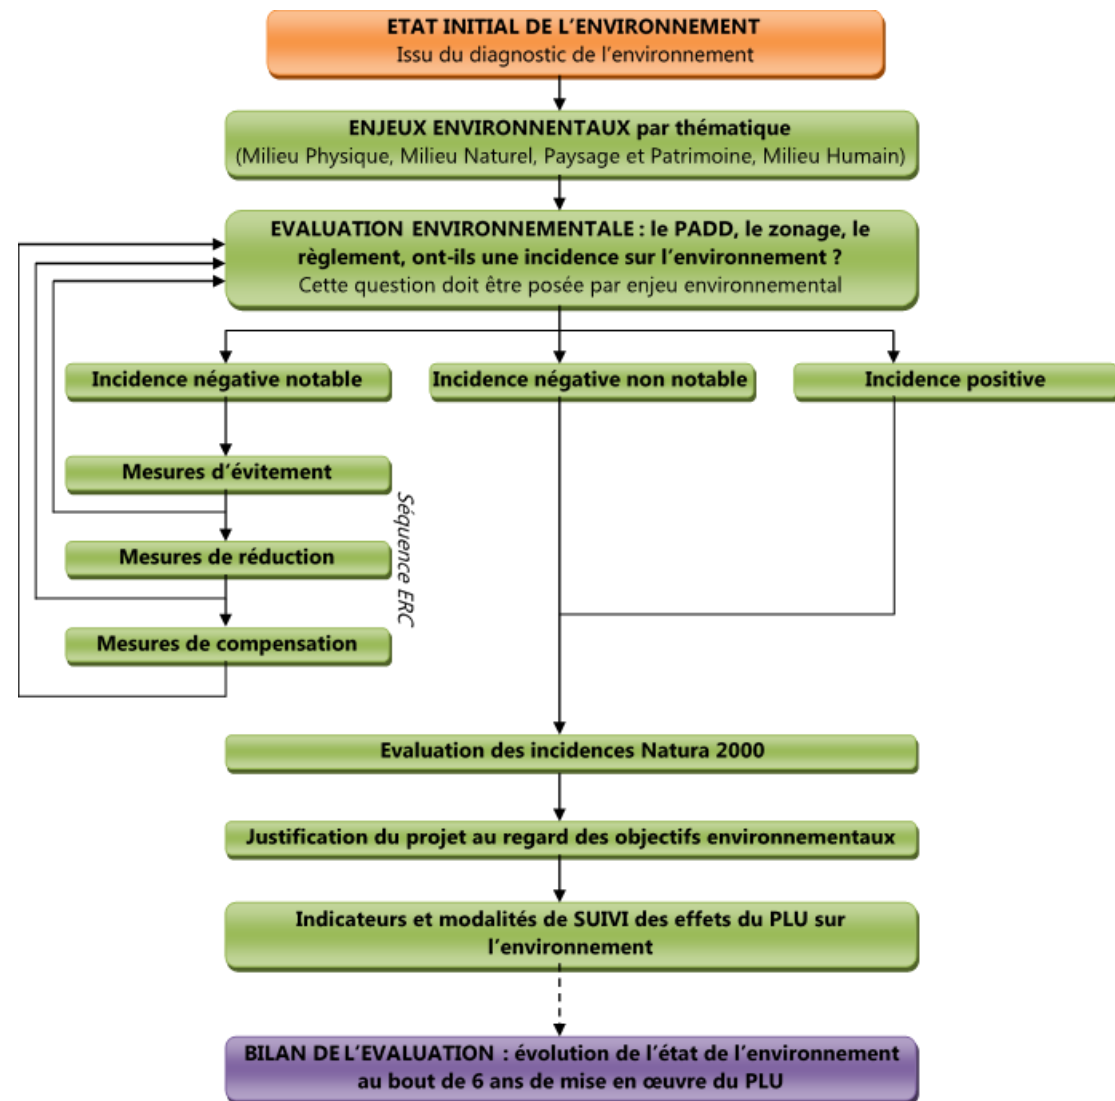 ETAT INITIAL DE L'ENVIRONNEMENT
Issu du diagnostic de l'environnement
ENJEUX ENVIRONNENTAUX par thématique
(Milieu Physique, Milieu Naturel, Paysage et Patrimoine, Milieu Humain)
EVALUATION ENVIRONNEMENTALE : le PADD, le zonage, le
règlement, ont-ils une incidence sur l'environnement ?
Cette question doit être posée par enjeu environnemental
Incidence négative notable
Incidence négative non notable
Incidence positive
Mesures d'évitement
Mesures de réduction
Mesures de compensation
Séquence ERC
Evaluation des incidences Natura 2000
Justification du projet au regard des objectifs environnementaux
Indicateurs et modalités de SUIVI des effets du PLU sur
l'environnement
BILAN DE L'EVALUATION : évolution de l'état de l'environnement
au bout de 6 ans de mise en œuvre du PLU